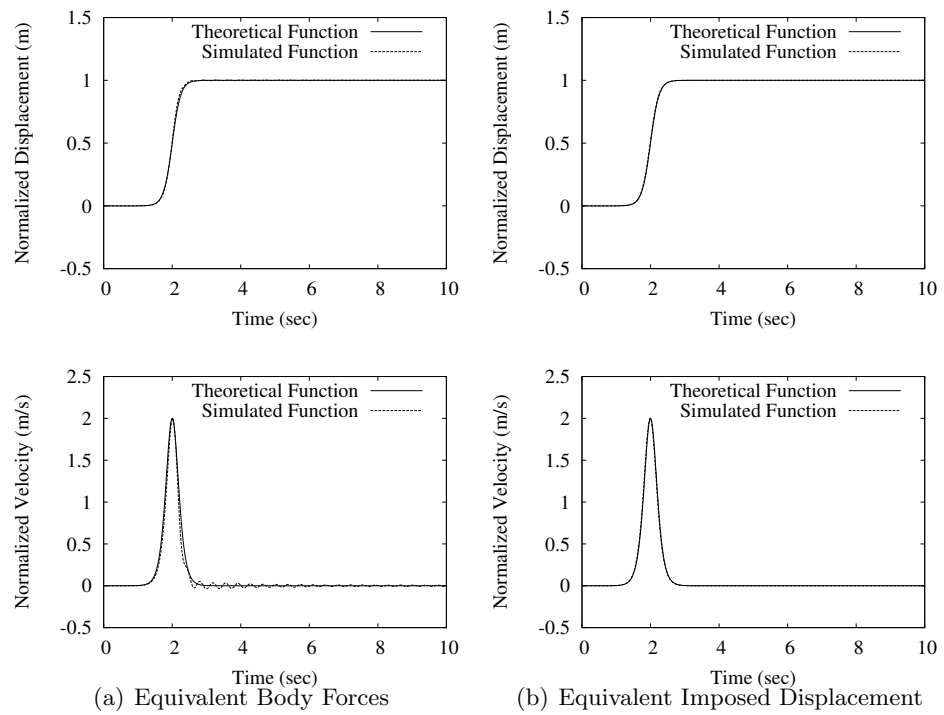 Normalized Displacement (m)
1.5
1
0.5
0
-0.5
Theoretical Function
Simulated Function
0 2 4 6 8 10
Time (sec)
Normalized Displacement (m)
1.5
1
0.5
0
-0.5
Theoretical Function
Simulated Function
0 2 4 6 8 10
Time (sec)
Normalized Velocity (m/s)
2.5
2
1.5
1
0.5
0
-0.5
Theoretical Function
Simulated Function
0 2 4 6 8 10
Time (sec)
(a) Equivalent Body Forces
Normalized Velocity (m/s)
2.5
2
1.5
1
0.5
0
-0.5
Theoretical Function
Simulated Function
0 2 4 6 8 10
Time (sec)
(b) Equivalent Imposed Displacement